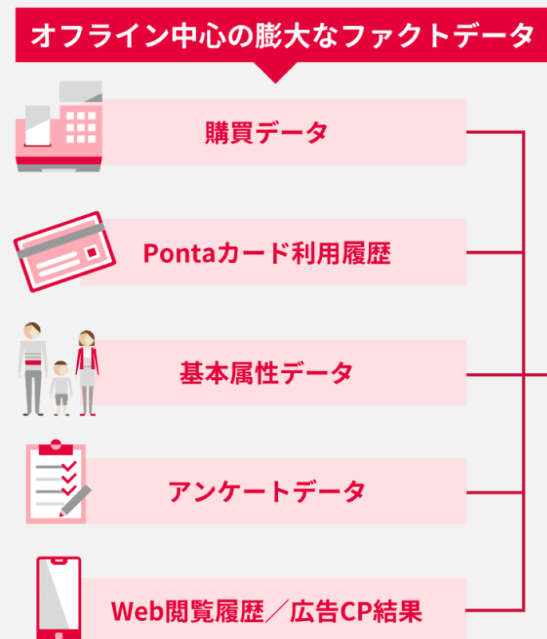 オフライン中心の膨大なファクトデータ
購買データ
Pontaカード利用履歴
基本属性データ
アンケートデータ
Web閲覧履歴／広告CP結果